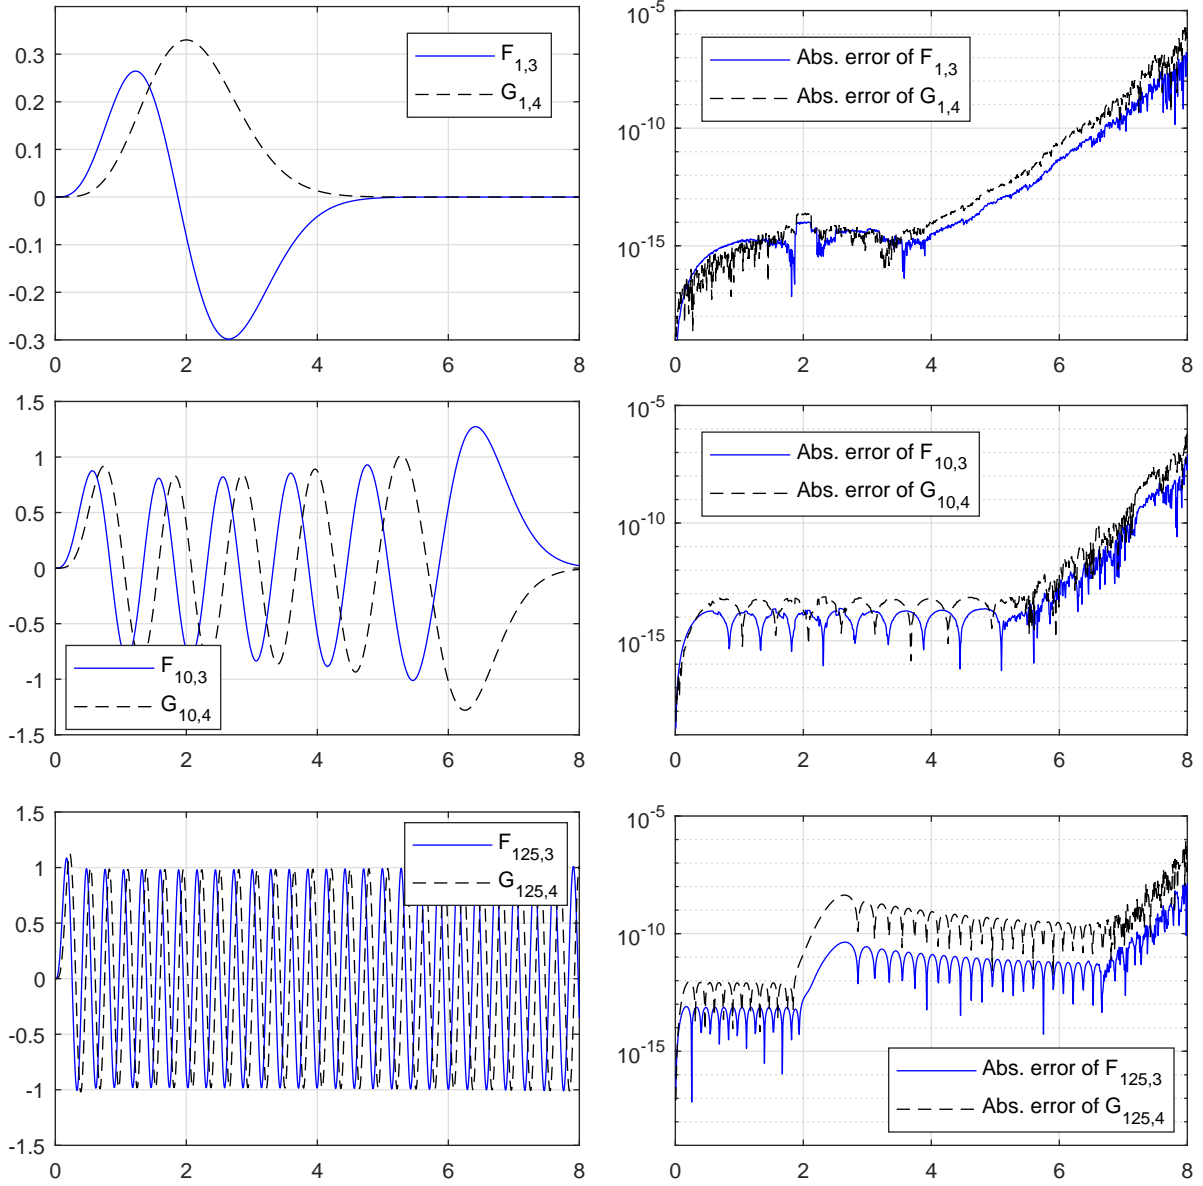 0.3
0.2
0.1
0
-0.1
-0.2
-0.3
0 2 4 6 8
F1,3
G1,4
10-5
10-10
10-15
0 2 4 6 8
Abs. error of F1,3
Abs. error of G1,4
1.5
1
0.5
0
-0.5
-1
-1.5
0 2 4 6 8
F10,3
G10,4
10-5
10-10
10-15
0 2 4 6 8
Abs. error of F10,3
Abs. error of G10,4
1.5
1
0.5
0
-0.5
-1
-1.5
0 2 4 6 8
F125,3
G125,4
10-5
10-10
10-15
0 2 4 6 8
Abs. error of F125,3
Abs. error of G125,4